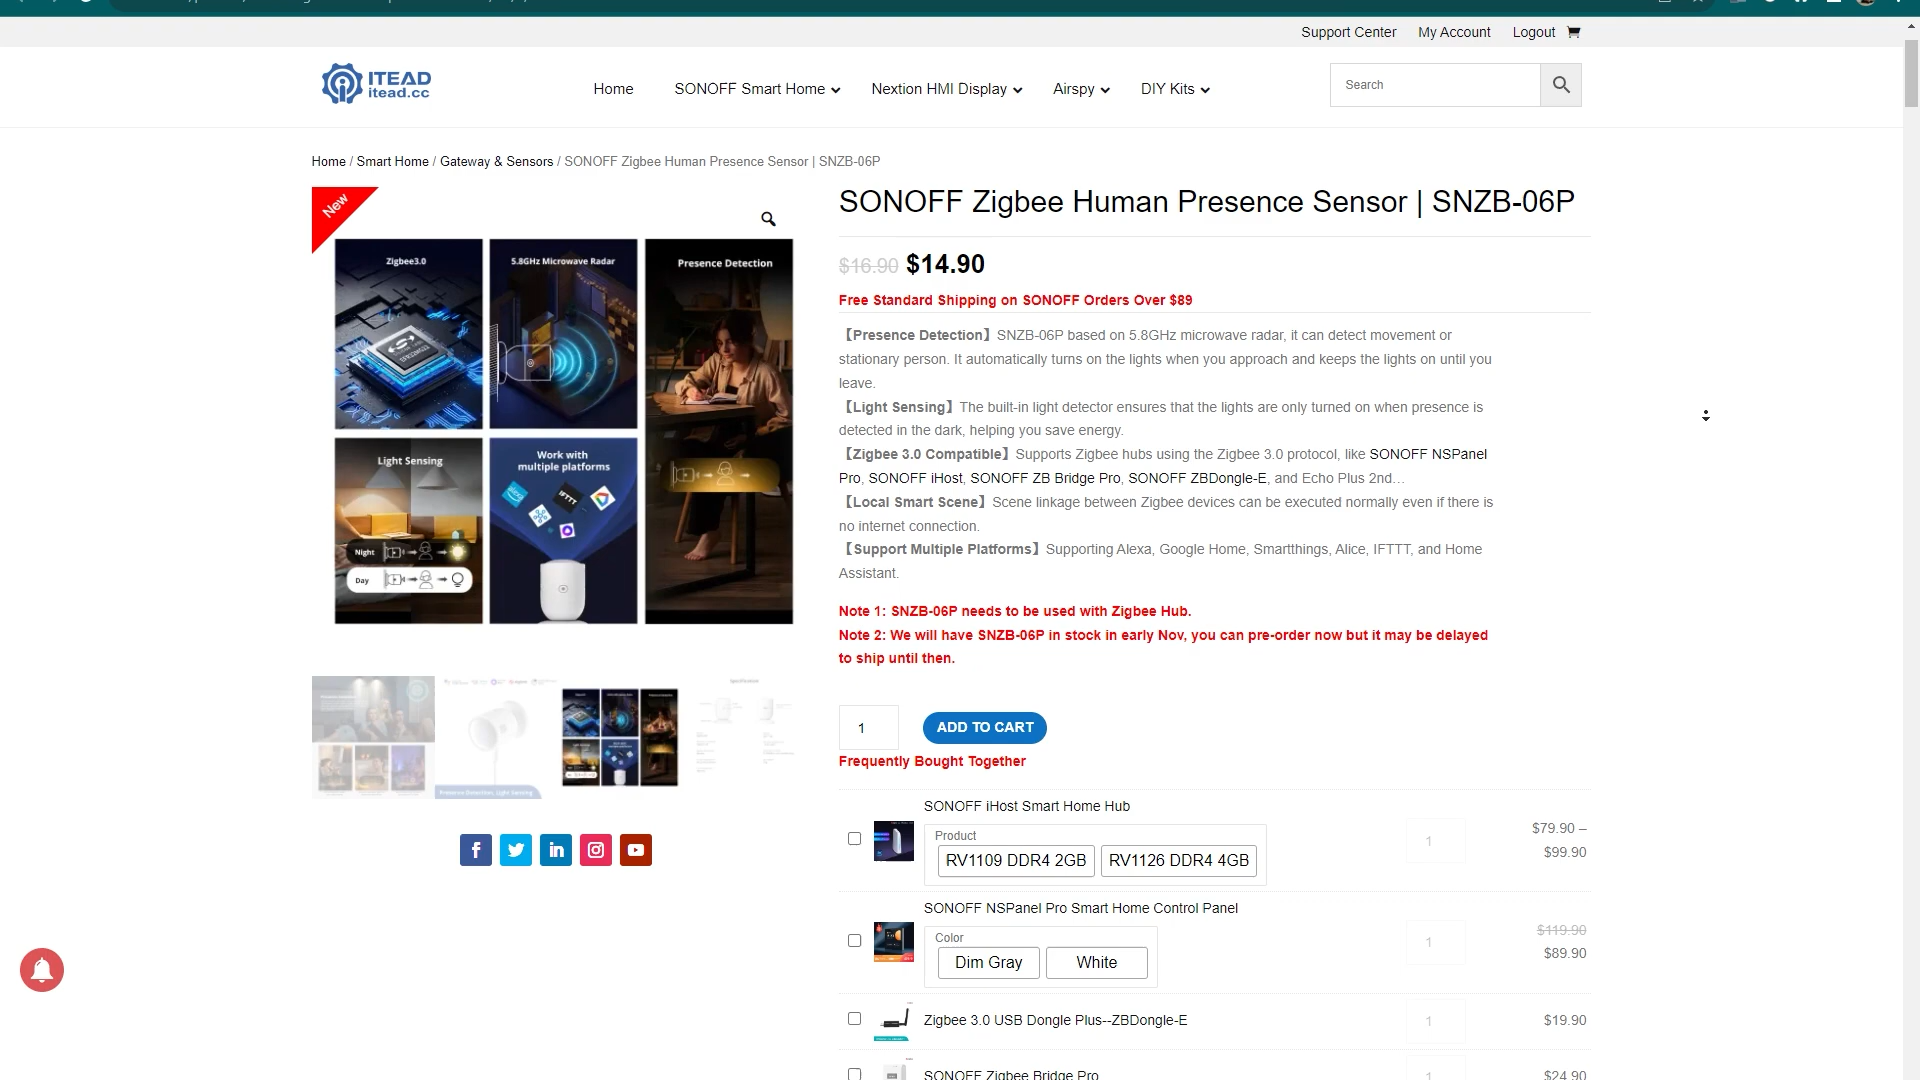 Support Center My Account Logout
ITEAD
itead.cc
Home SONOFF Smart Home Nextion HMI Display Airspy DIY Kits
Search
Home / Smart Home / Gateway & Sensors / SONOFF Zigbee Human Presence Sensor | SNZB-06P
New
Zigbee3.0
5.8GHz Microwave Radar
Presence Detection
Light Sensing
Night
Day
Work with
multiple platforms
IFTTT
SONOFF Zigbee Human Presence Sensor | SNZB-06P
$16.90 $14.90
Free Standard Shipping on SONOFF Orders Over $89
【Presence Detection】SNZB-06P based on 5.8GHz microwave radar, it can detect movement or
stationary person. It automatically turns on the lights when you approach and keeps the lights on until you
leave.
【Light Sensing】The built-in light detector ensures that the lights are only turned on when presence is
detected in the dark, helping you save energy.
【Zigbee 3.0 Compatible】Supports Zigbee hubs using the Zigbee 3.0 protocol, like SONOFF NSPanel
Pro, SONOFF iHost, SONOFF ZB Bridge Pro, SONOFF ZBDongle-E, and Echo Plus 2nd…
【Local Smart Scene】Scene linkage between Zigbee devices can be executed normally even if there is
no internet connection.
【Support Multiple Platforms】Supporting Alexa, Google Home, Smartthings, Alice, IFTTT, and Home
Assistant.
Note 1: SNZB-06P needs to be used with Zigbee Hub.
Note 2: We will have SNZB-06P in stock in early Nov, you can pre-order now but it may be delayed
to ship until then.
1 ADD TO CART
Frequently Bought Together
SONOFF iHost Smart Home Hub
Product
RV1109 DDR4 2GB RV1126 DDR4 4GB
1
$79.90 –
$99.90
SONOFF NSPanel Pro Smart Home Control Panel
Color
Dim Gray White
1
$119.90
$89.90
Zigbee 3.0 USB Dongle Plus--ZBDongle-E 1 $19.90
SONOFF Zigbee Bridge Pro 1 $24.90
Specification
Presence Detection, Light Sensing